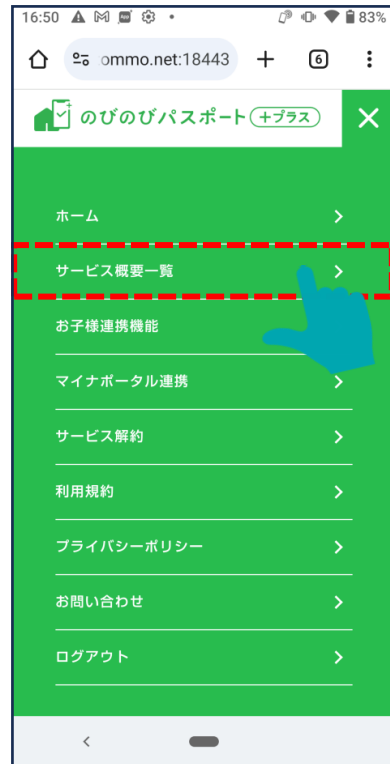 16:50
83%
ommo.net:18443
6
のびのびパスポート +プラス
ホーム
サービス概要一覧
お子様連携機能
マイナポータル連携
サービス解約
利用規約
プライバシーポリシー
お問い合わせ
ログアウト